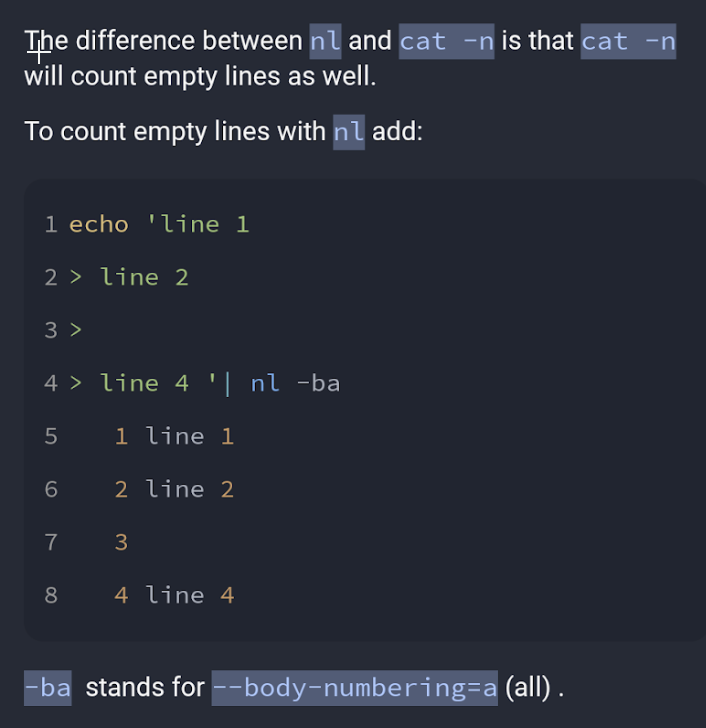 The difference between nl and cat -n is that cat -n
will count empty lines as well.
To count empty lines with nl add:
1 echo 'line 1
2 > line 2
3 >
4 > line 4 '| nl -ba
5 1 line 1
6 2 line 2
7 3
8 4 line 4
-ba stands for --body-numbering=a (all) .